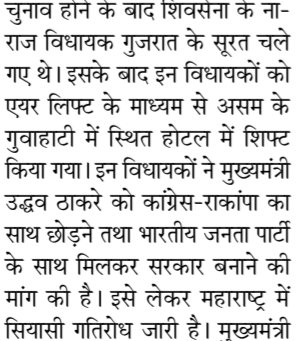 चुनाव होने के बाद शिवसेना के ना-
राज विधायक गुजरात के सूरत चले
गए थे। इसके बाद इन विधायकों को
एयर लिफ्ट के माध्यम से असम के
गुवाहाटी में स्थित होटल में शिफ्ट
किया गया। इन विधायकों ने मुख्यमंत्री
उद्धव ठाकरे को कांग्रेस-राकांपा का
साथ छोड़ने तथा भारतीय जनता पार्टी
के साथ मिलकर सरकार बनाने की
मांग की है। इसे लेकर महाराष्ट्र में
सियासी गतिरोध जारी है। मुख्यमंत्री